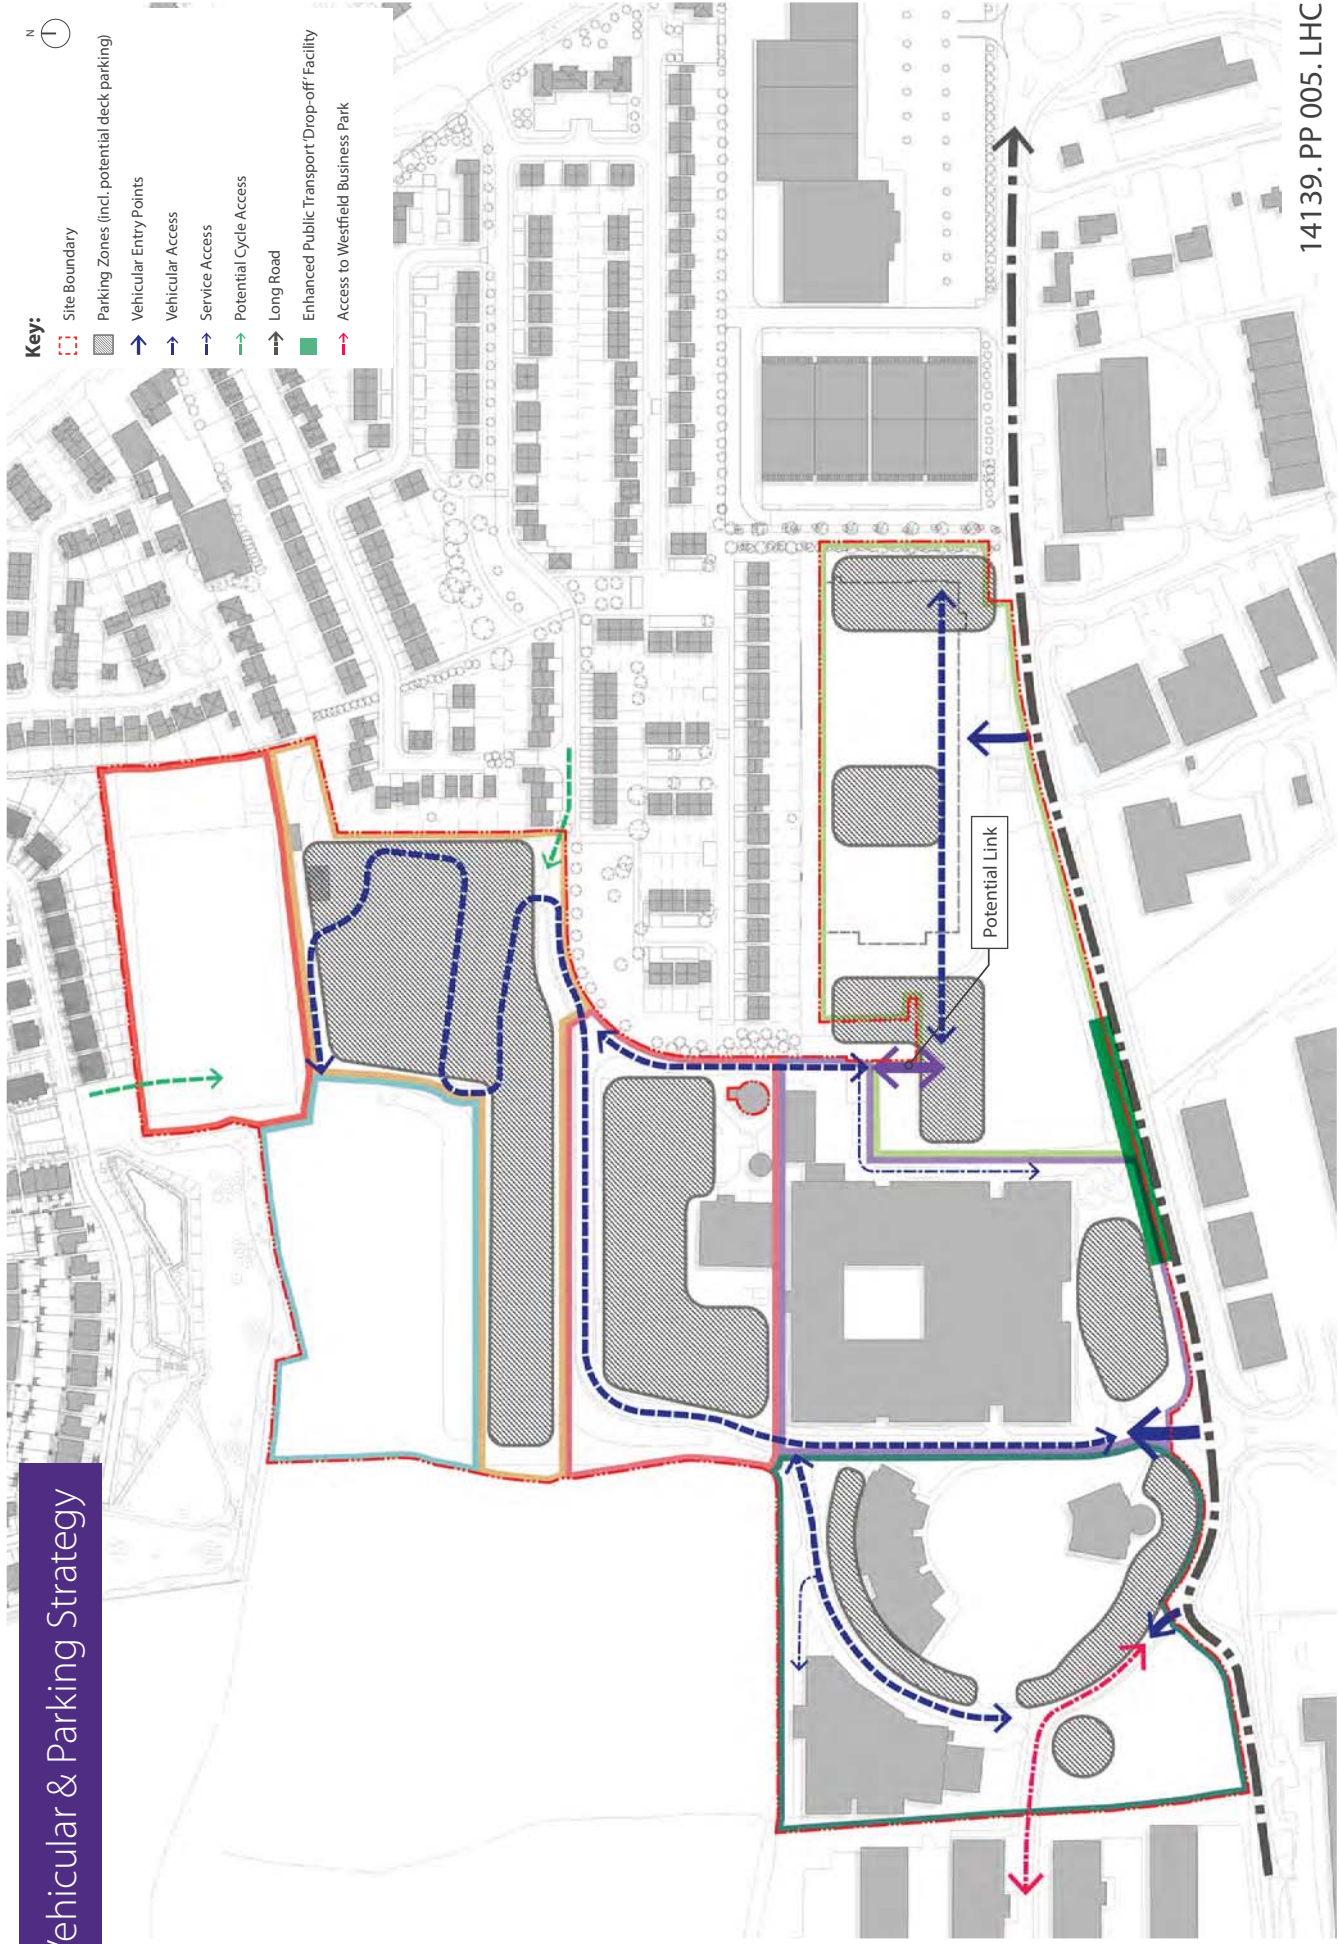 Vehicular & Parking Strategy
Key:
N
Site Boundary
Parking Zones (incl. potential deck parking)
Vehicular Entry Points
Vehicular Access
Service Access
Potential Cycle Access
Long Road
Enhanced Public Transport 'Drop-off' Facility
Access to Westfield Business Park
Potential Link
14139. PP 005. LHC